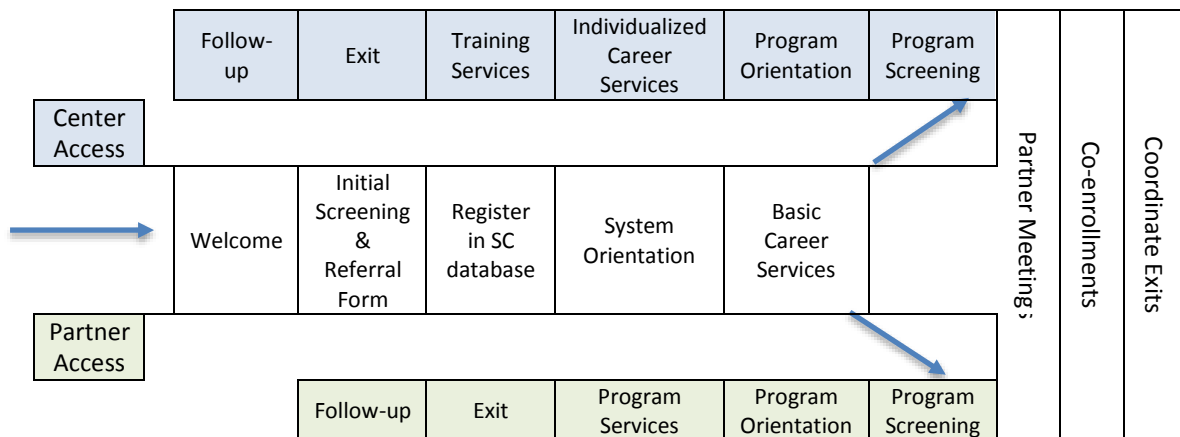 Follow-
up
Exit
Training
Services
Individualized
Career
Services
Program
Orientation
Program
Screening
Center
Access
Welcome
Initial
Screening
&
Referral
Form
Register
in SC
database
System
Orientation
Basic
Career
Services
Partner Meetings
Co-enrollments
Coordinate Exits
Partner
Access
Follow-up
Exit
Program
Services
Program
Orientation
Program
Screening